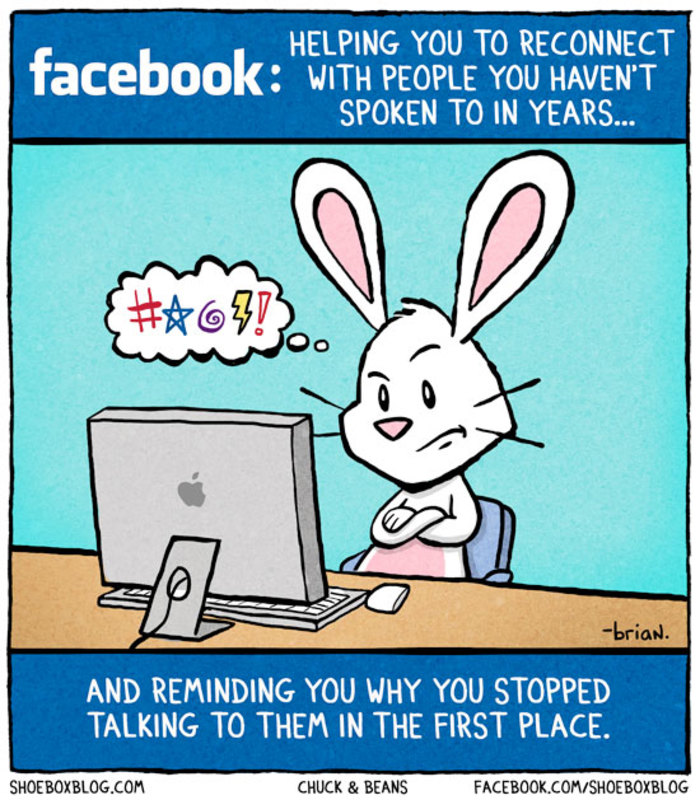 facebook:
HELPING YOU TO RECONNECT
WITH PEOPLE YOU HAVEN'T
SPOKEN TO IN YEARS...
#★@⚡!
-briaN.
AND REMINDING YOU WHY YOU STOPPED
TALKING TO THEM IN THE FIRST PLACE.
SHOEBOXBLOG.COM
CHUCK & BEANS
FACEBOOK.COM/SHOEBOXBLOG